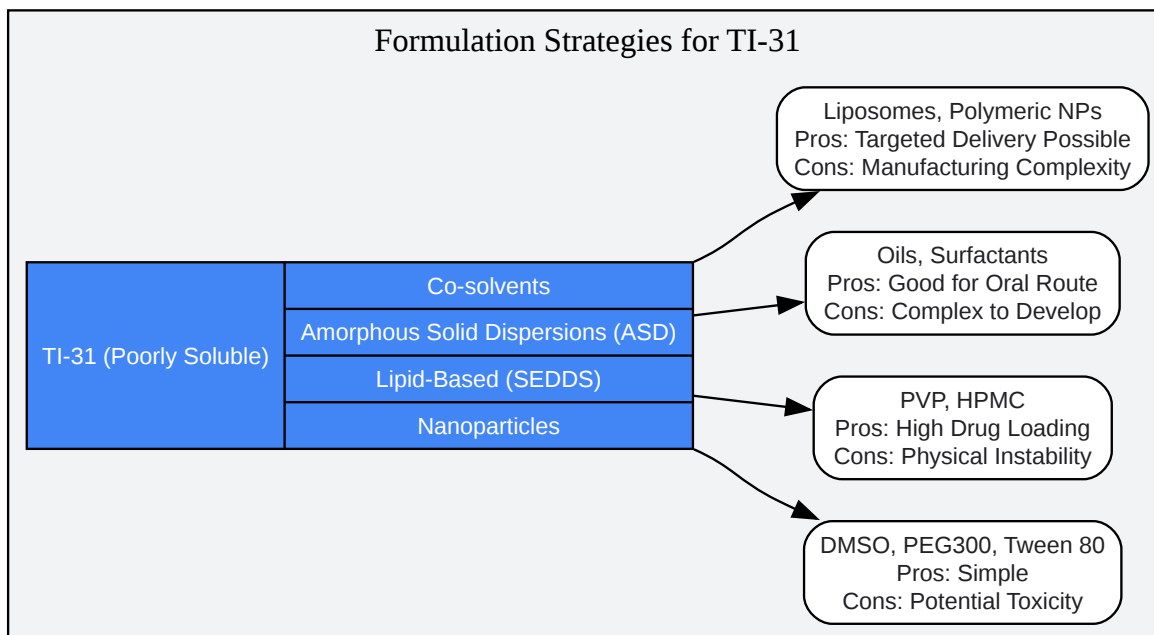 Formulation Strategies for TI-31
TI-31 (Poorly Soluble)
Co-solvents
Amorphous Solid Dispersions (ASD)
Lipid-Based (SEDDS)
Nanoparticles
Liposomes, Polymeric NPs
Pros: Targeted Delivery Possible
Cons: Manufacturing Complexity
Oils, Surfactants
Pros: Good for Oral Route
Cons: Complex to Develop
PVP, HPMC
Pros: High Drug Loading
Cons: Physical Instability
DMSO, PEG300, Tween 80
Pros: Simple
Cons: Potential Toxicity